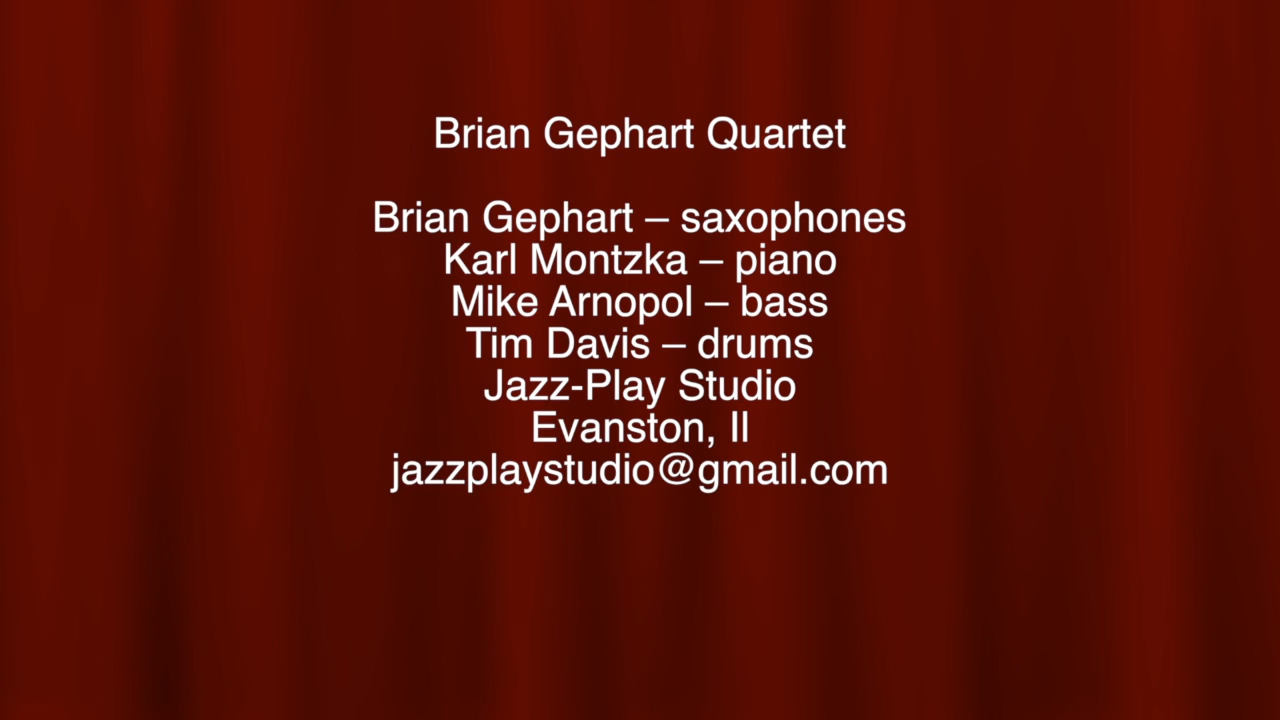 Brian Gephart Quartet
Brian Gephart – saxophones
Karl Montzka – piano
Mike Arnopol – bass
Tim Davis – drums
Jazz-Play Studio
Evanston, Il
jazzplaystudio@gmail.com